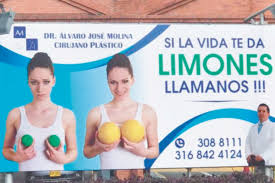 DR. ÁLVARO JOSÉ MOLINA
CIRUJANO PLÁSTICO
SI LA VIDA TE DA
LIMONES
LLAMANOS !!!
308 8111
316 842 4124